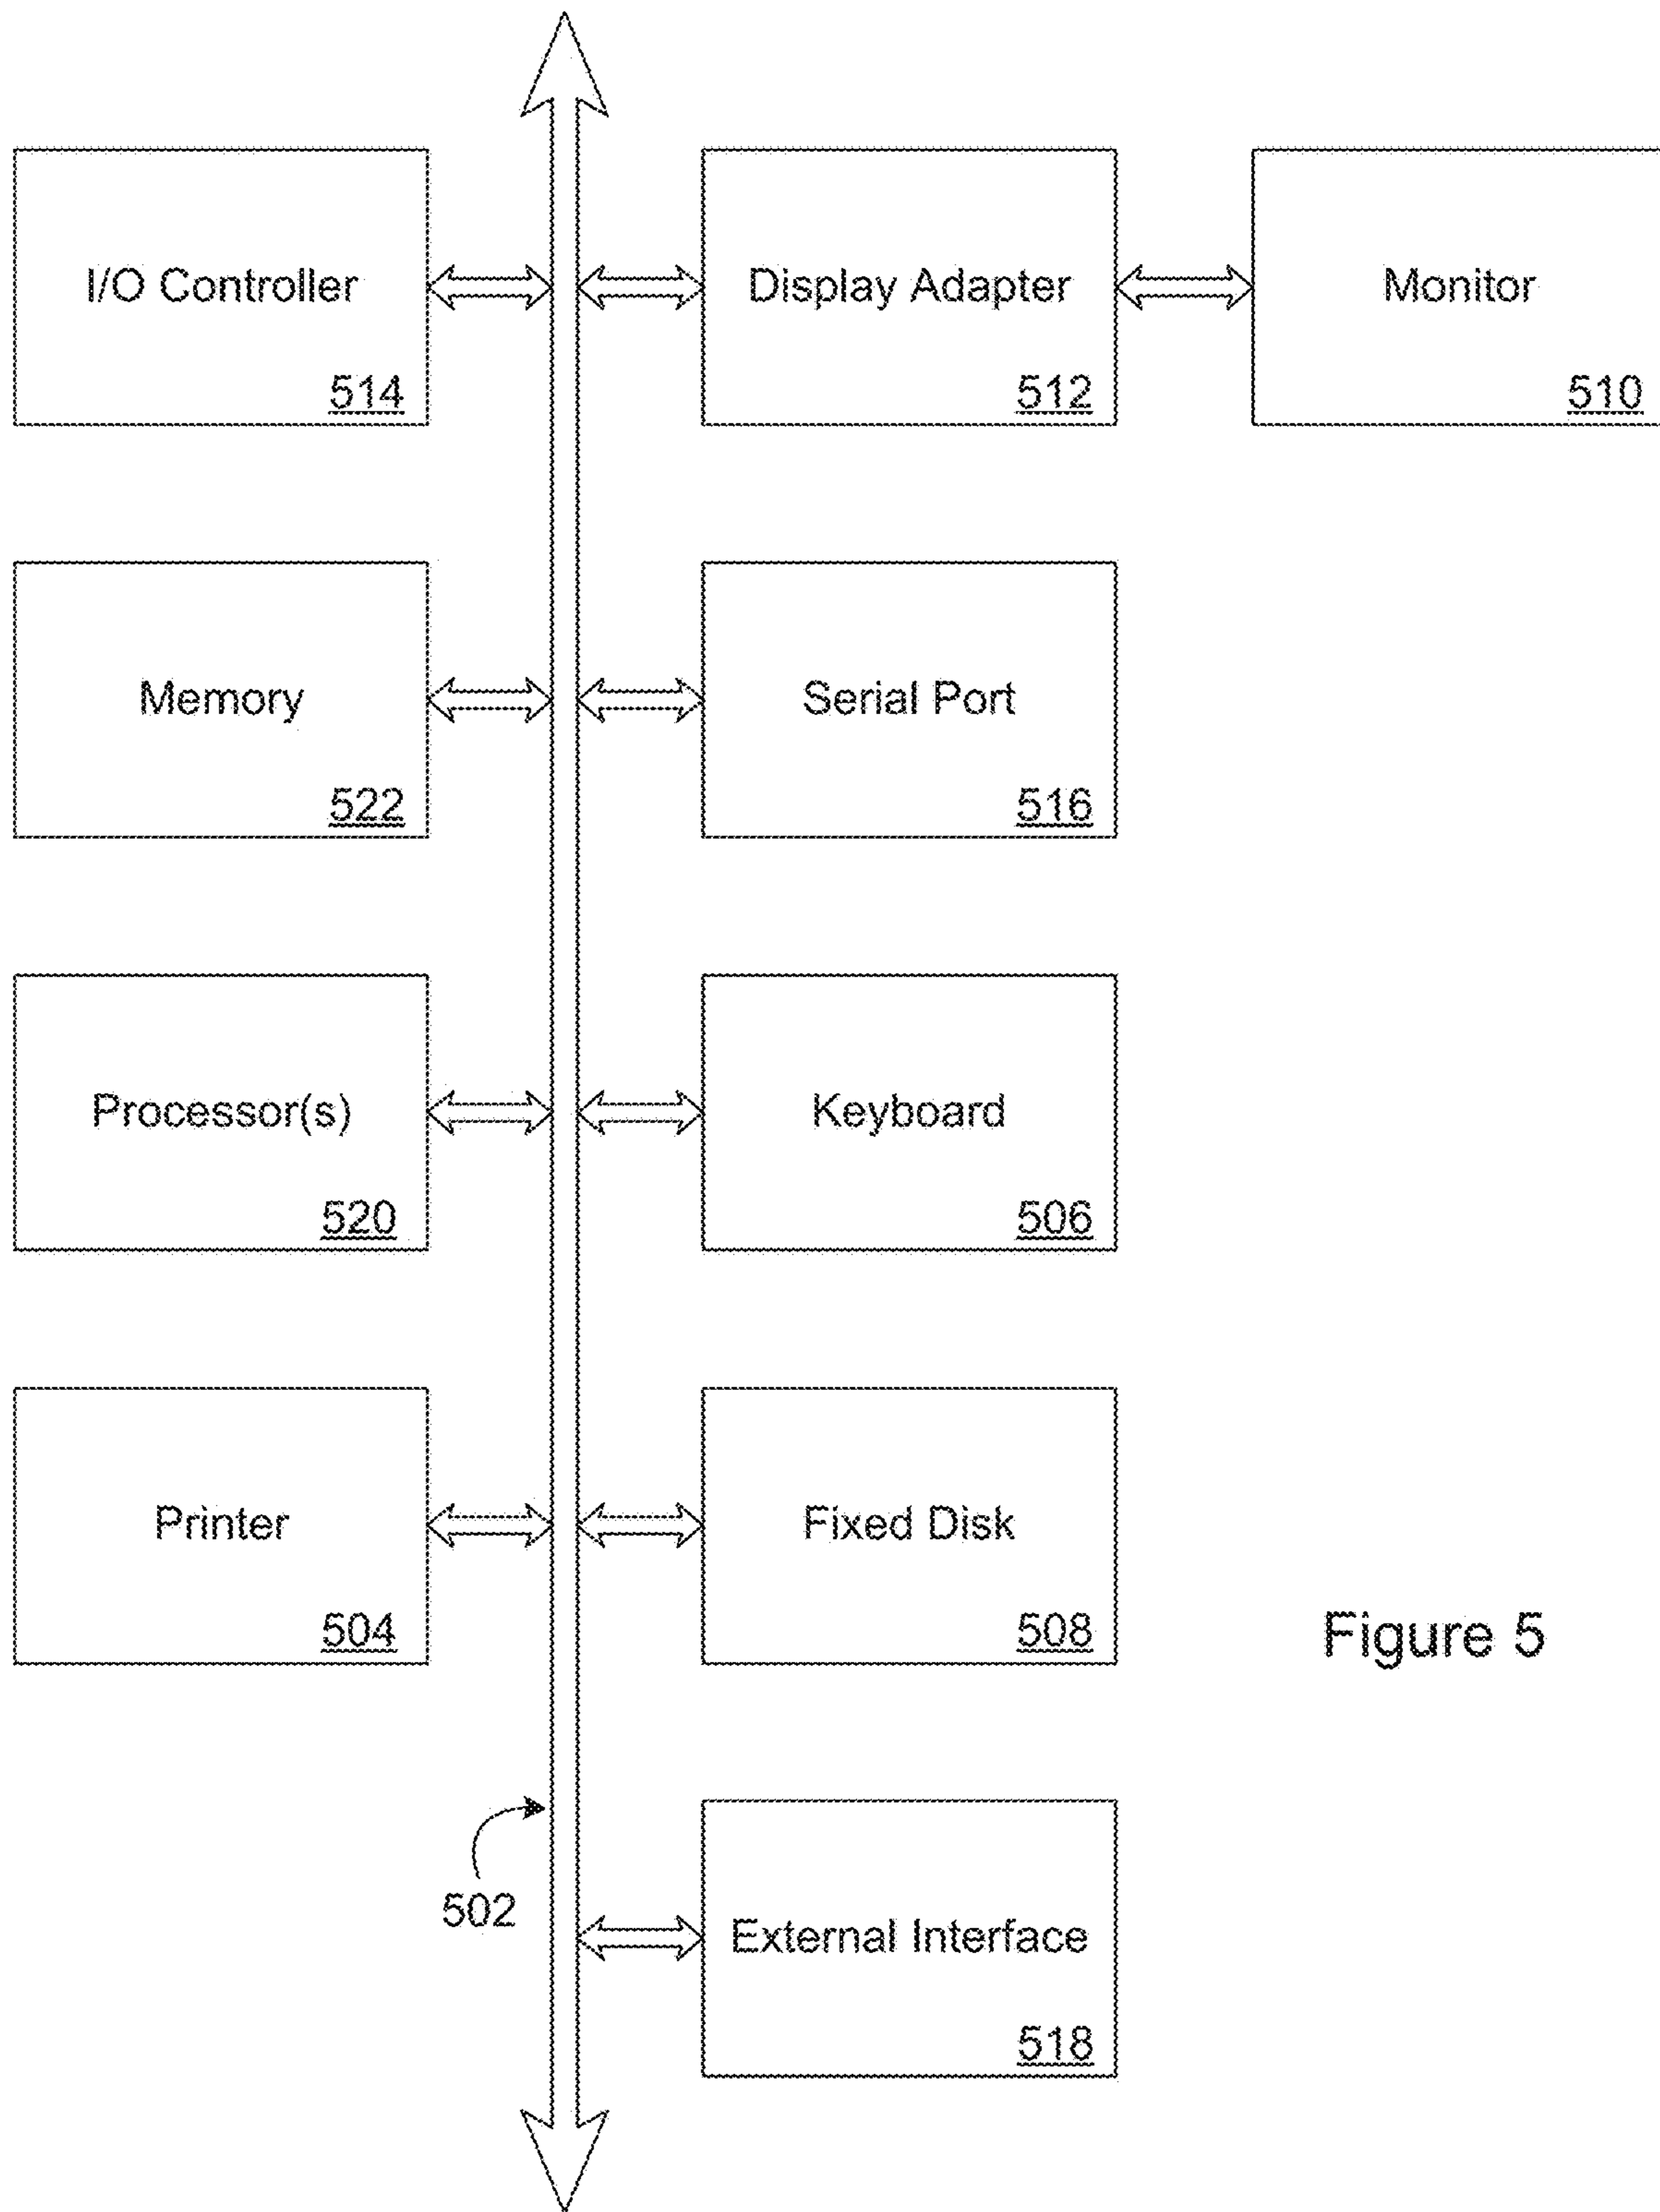 I/O Controller
514
Display Adapter
512
Monitor
510
Memory
522
Serial Port
516
Processor(s)
520
Keyboard
506
Printer
504
Fixed Disk
508
Figure 5
502
External Interface
518